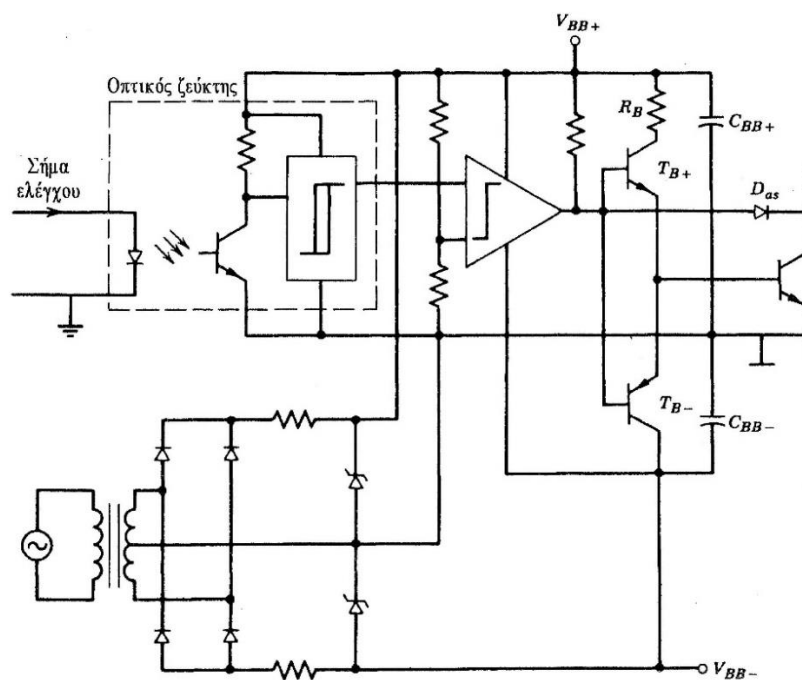 V_BB+
Οπτικός ζεύκτης
R_B
C_BB+
Σήμα
ελέγχου
T_B+
D_as
T_B-
C_BB-
V_BB-